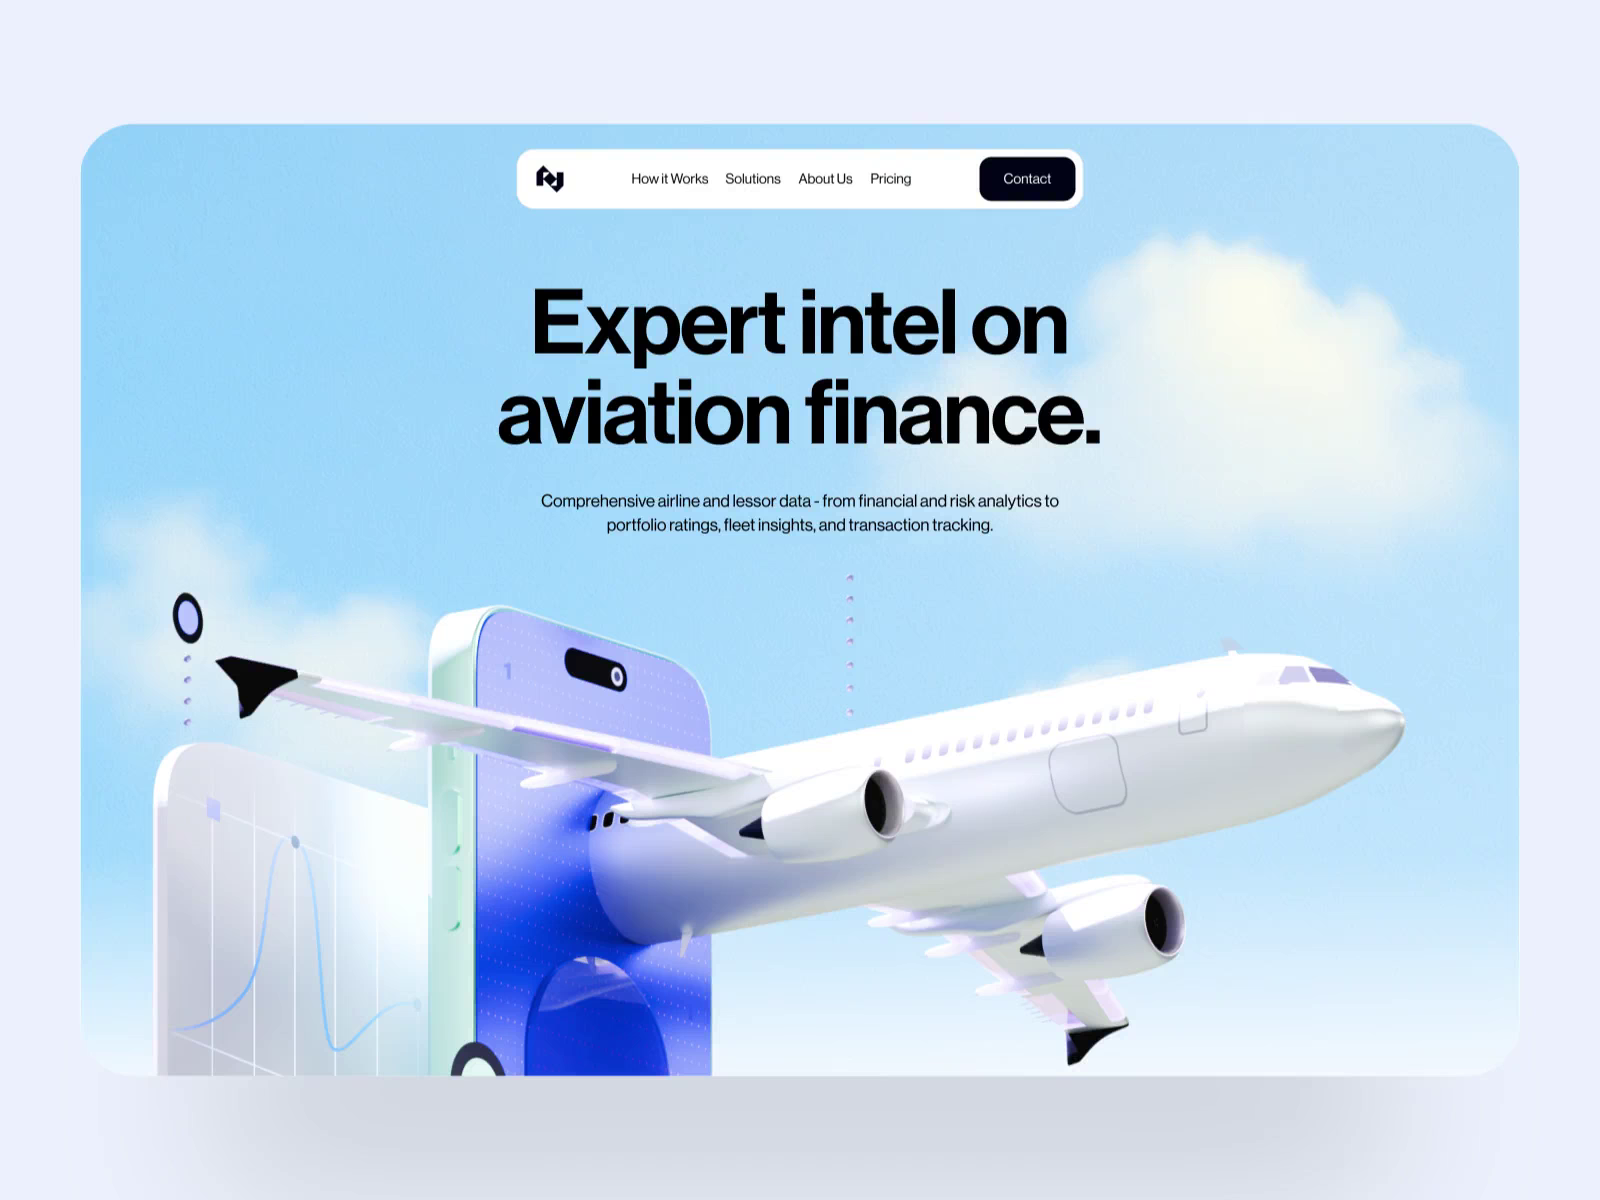 How it Works Solutions About Us Pricing Contact
Expert intel on
aviation finance.
Comprehensive airline and lessor data - from financial and risk analytics to
portfolio ratings, fleet insights, and transaction tracking.
1